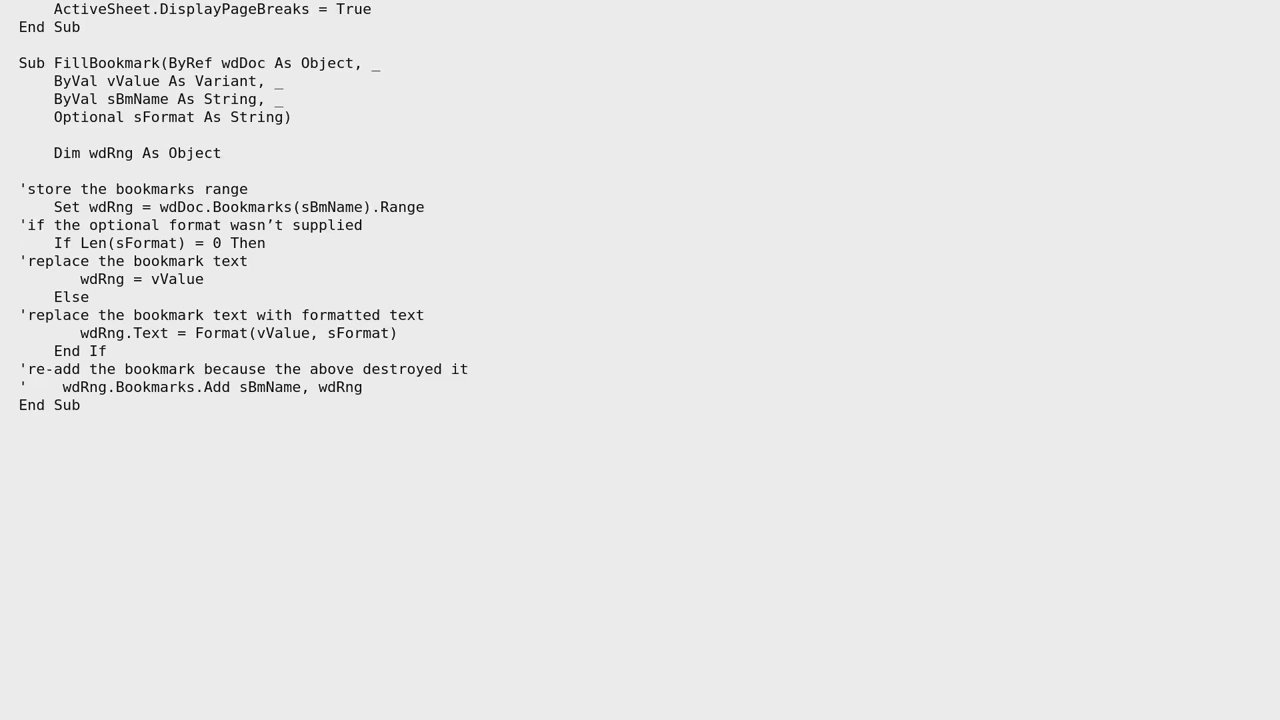 ActiveSheet.DisplayPageBreaks = True
End Sub

Sub FillBookmark(ByRef wdDoc As Object, _
    ByVal vValue As Variant, _
    ByVal sBmName As String, _
    Optional sFormat As String)

    Dim wdRng As Object

'store the bookmarks range
    Set wdRng = wdDoc.Bookmarks(sBmName).Range
'if the optional format wasn’t supplied
    If Len(sFormat) = 0 Then
'replace the bookmark text
       wdRng = vValue
    Else
'replace the bookmark text with formatted text
       wdRng.Text = Format(vValue, sFormat)
    End If
're-add the bookmark because the above destroyed it
'    wdRng.Bookmarks.Add sBmName, wdRng
End Sub